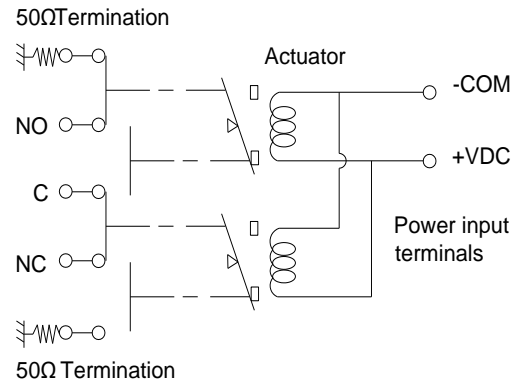 50ΩTermination
Actuator
-COM
NO
+VDC
C
Power input
terminals
NC
50Ω Termination